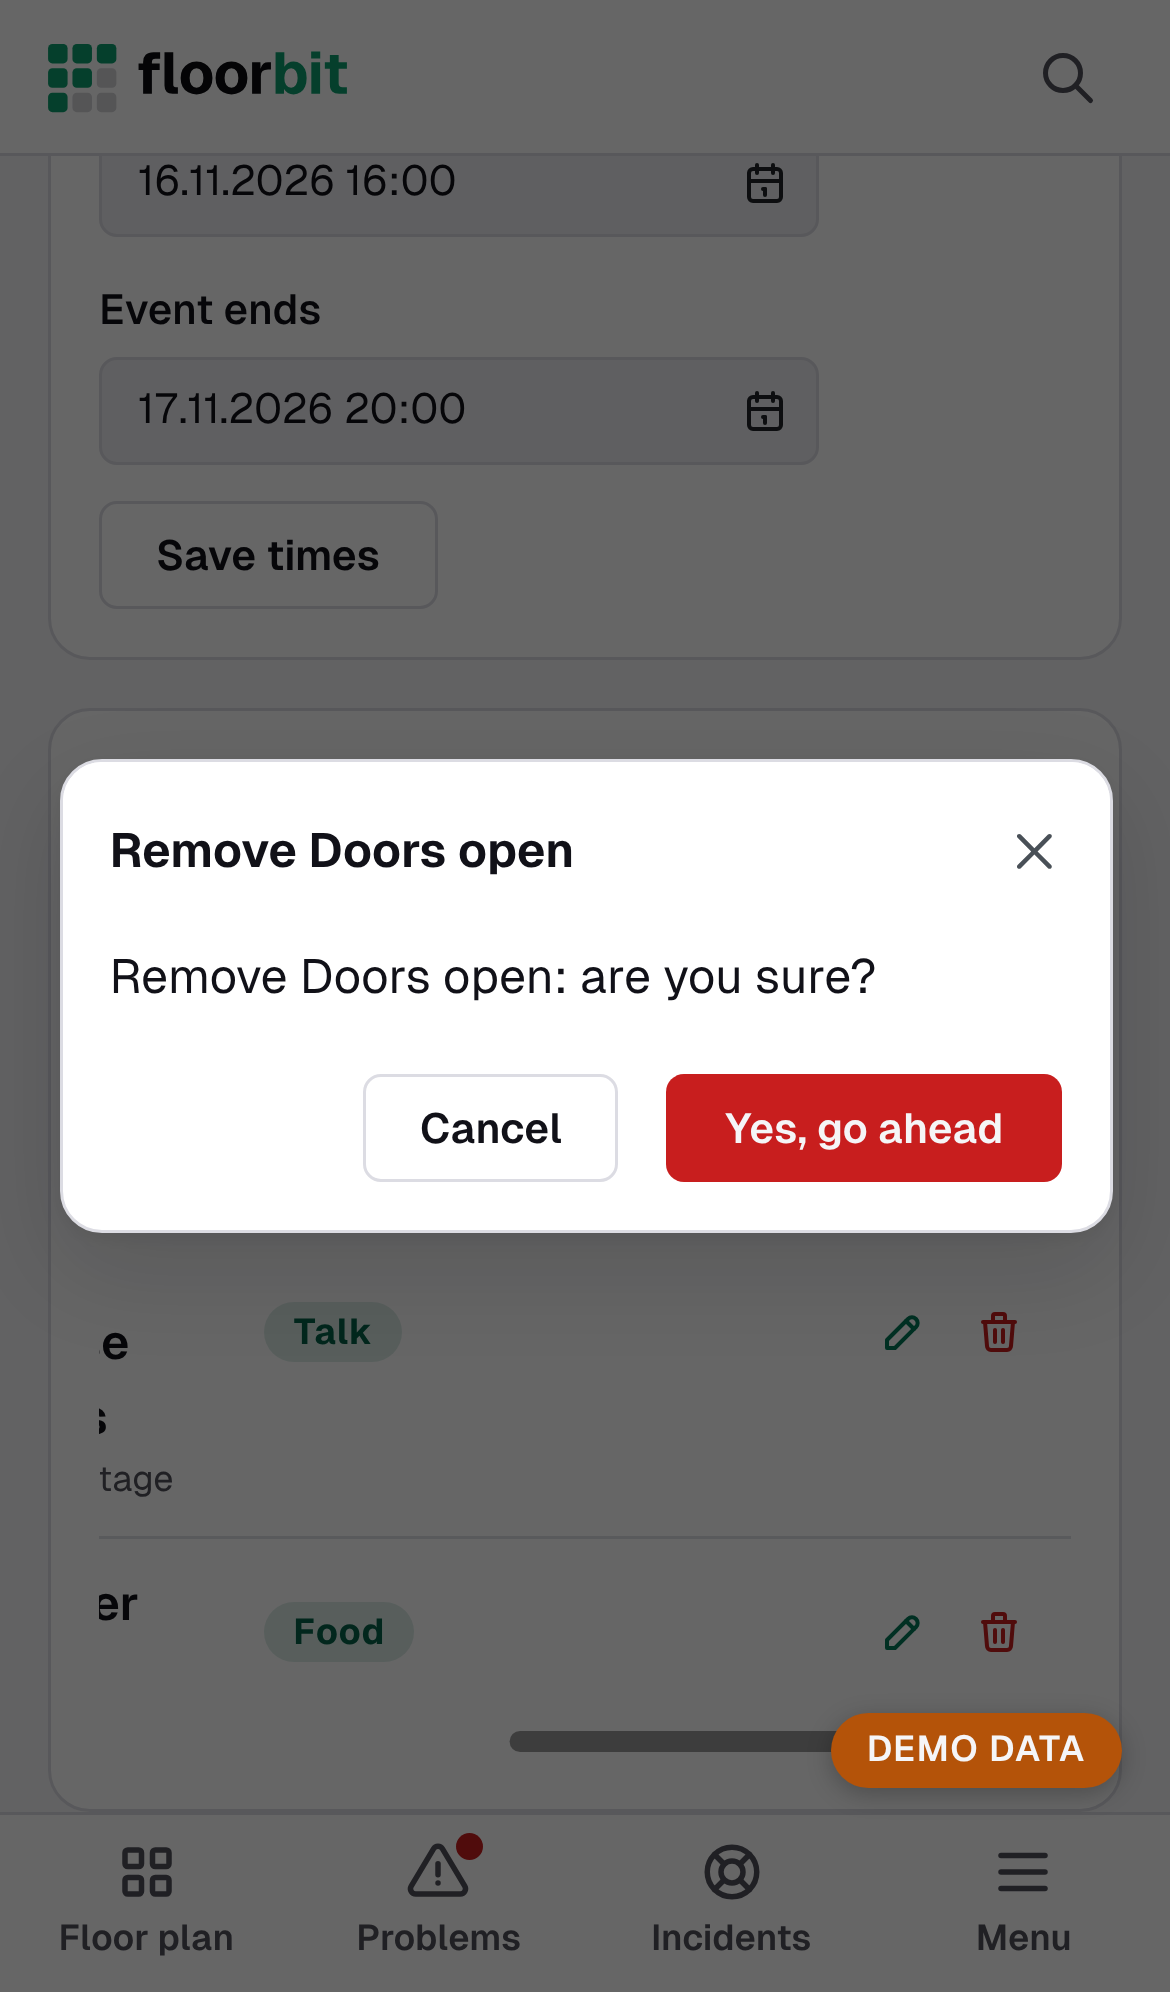 floorbit
16.11.2026 16:00
Event ends
17.11.2026 20:00
Save times
Remove Doors open
Remove Doors open: are you sure?
Cancel
Yes, go ahead
e
Talk
s
tage
er
Food
DEMO DATA
Floor plan
Problems
Incidents
Menu